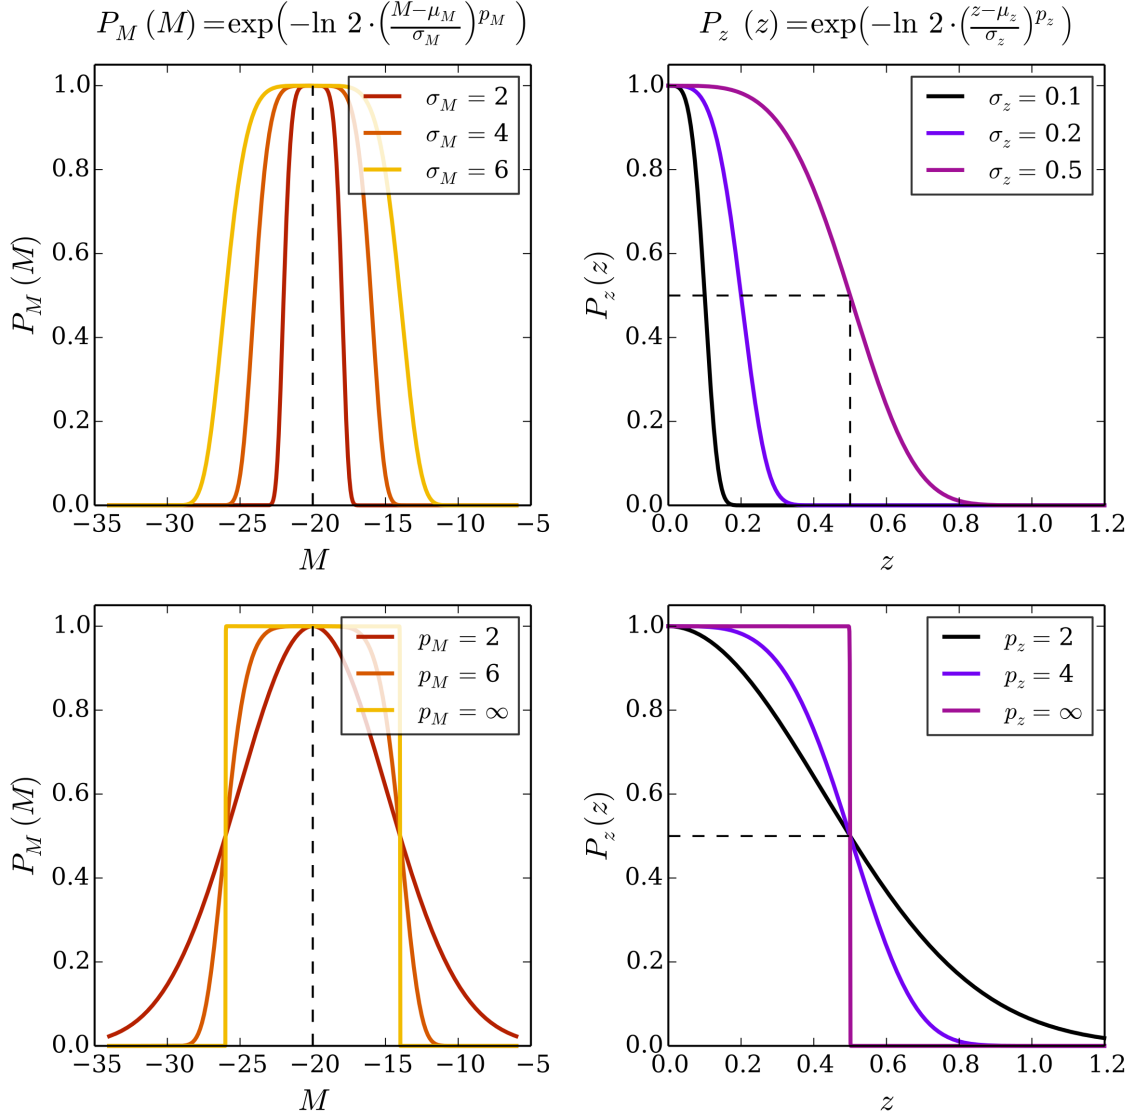 P_M (M) = exp(−ln 2·((M−μ_M)/σ_M)^p_M)
P_z (z) = exp(−ln 2·((z−μ_z)/σ_z)^p_z)
1.0
0.8
0.6
0.4
0.2
0.0
P_M (M)
σ_M = 2
σ_M = 4
σ_M = 6
−35 −30 −25 −20 −15 −10 −5
M
1.0
0.8
0.6
0.4
0.2
0.0
P_z (z)
σ_z = 0.1
σ_z = 0.2
σ_z = 0.5
0.0 0.2 0.4 0.6 0.8 1.0 1.2
z
1.0
0.8
0.6
0.4
0.2
0.0
P_M (M)
p_M = 2
p_M = 6
p_M = ∞
−35 −30 −25 −20 −15 −10 −5
M
1.0
0.8
0.6
0.4
0.2
0.0
P_z (z)
p_z = 2
p_z = 4
p_z = ∞
0.0 0.2 0.4 0.6 0.8 1.0 1.2
z